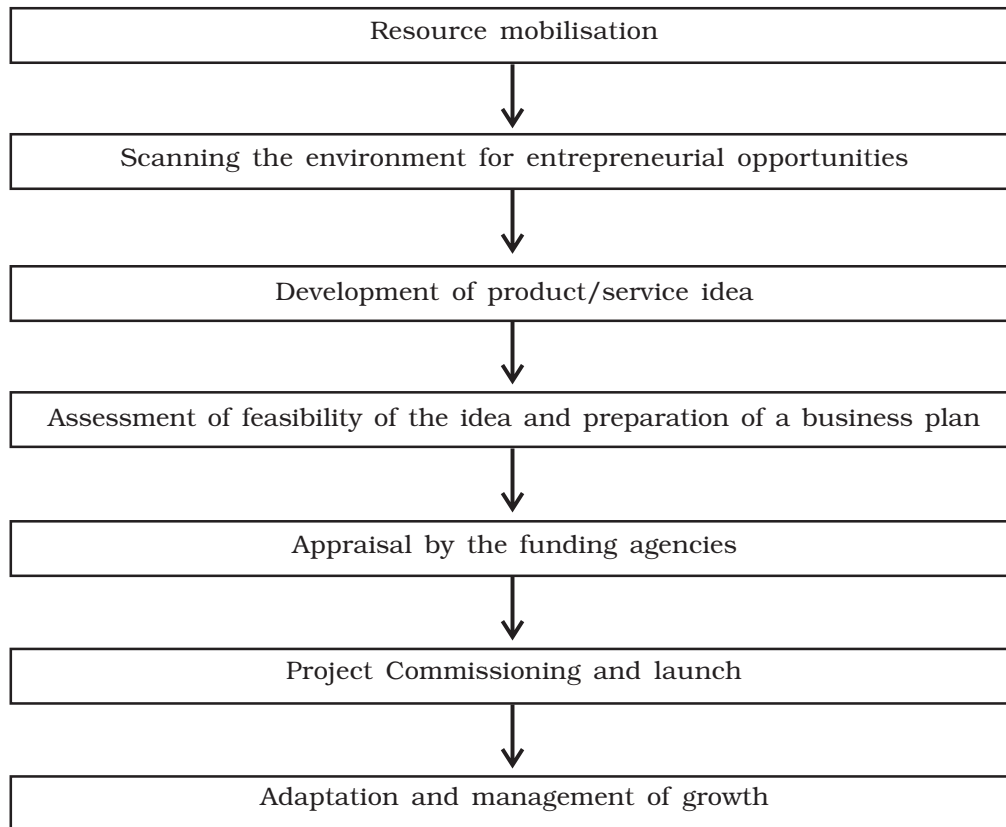 Resource mobilisation
Scanning the environment for entrepreneurial opportunities
Development of product/service idea
Assessment of feasibility of the idea and preparation of a business plan
Appraisal by the funding agencies
Project Commissioning and launch
Adaptation and management of growth